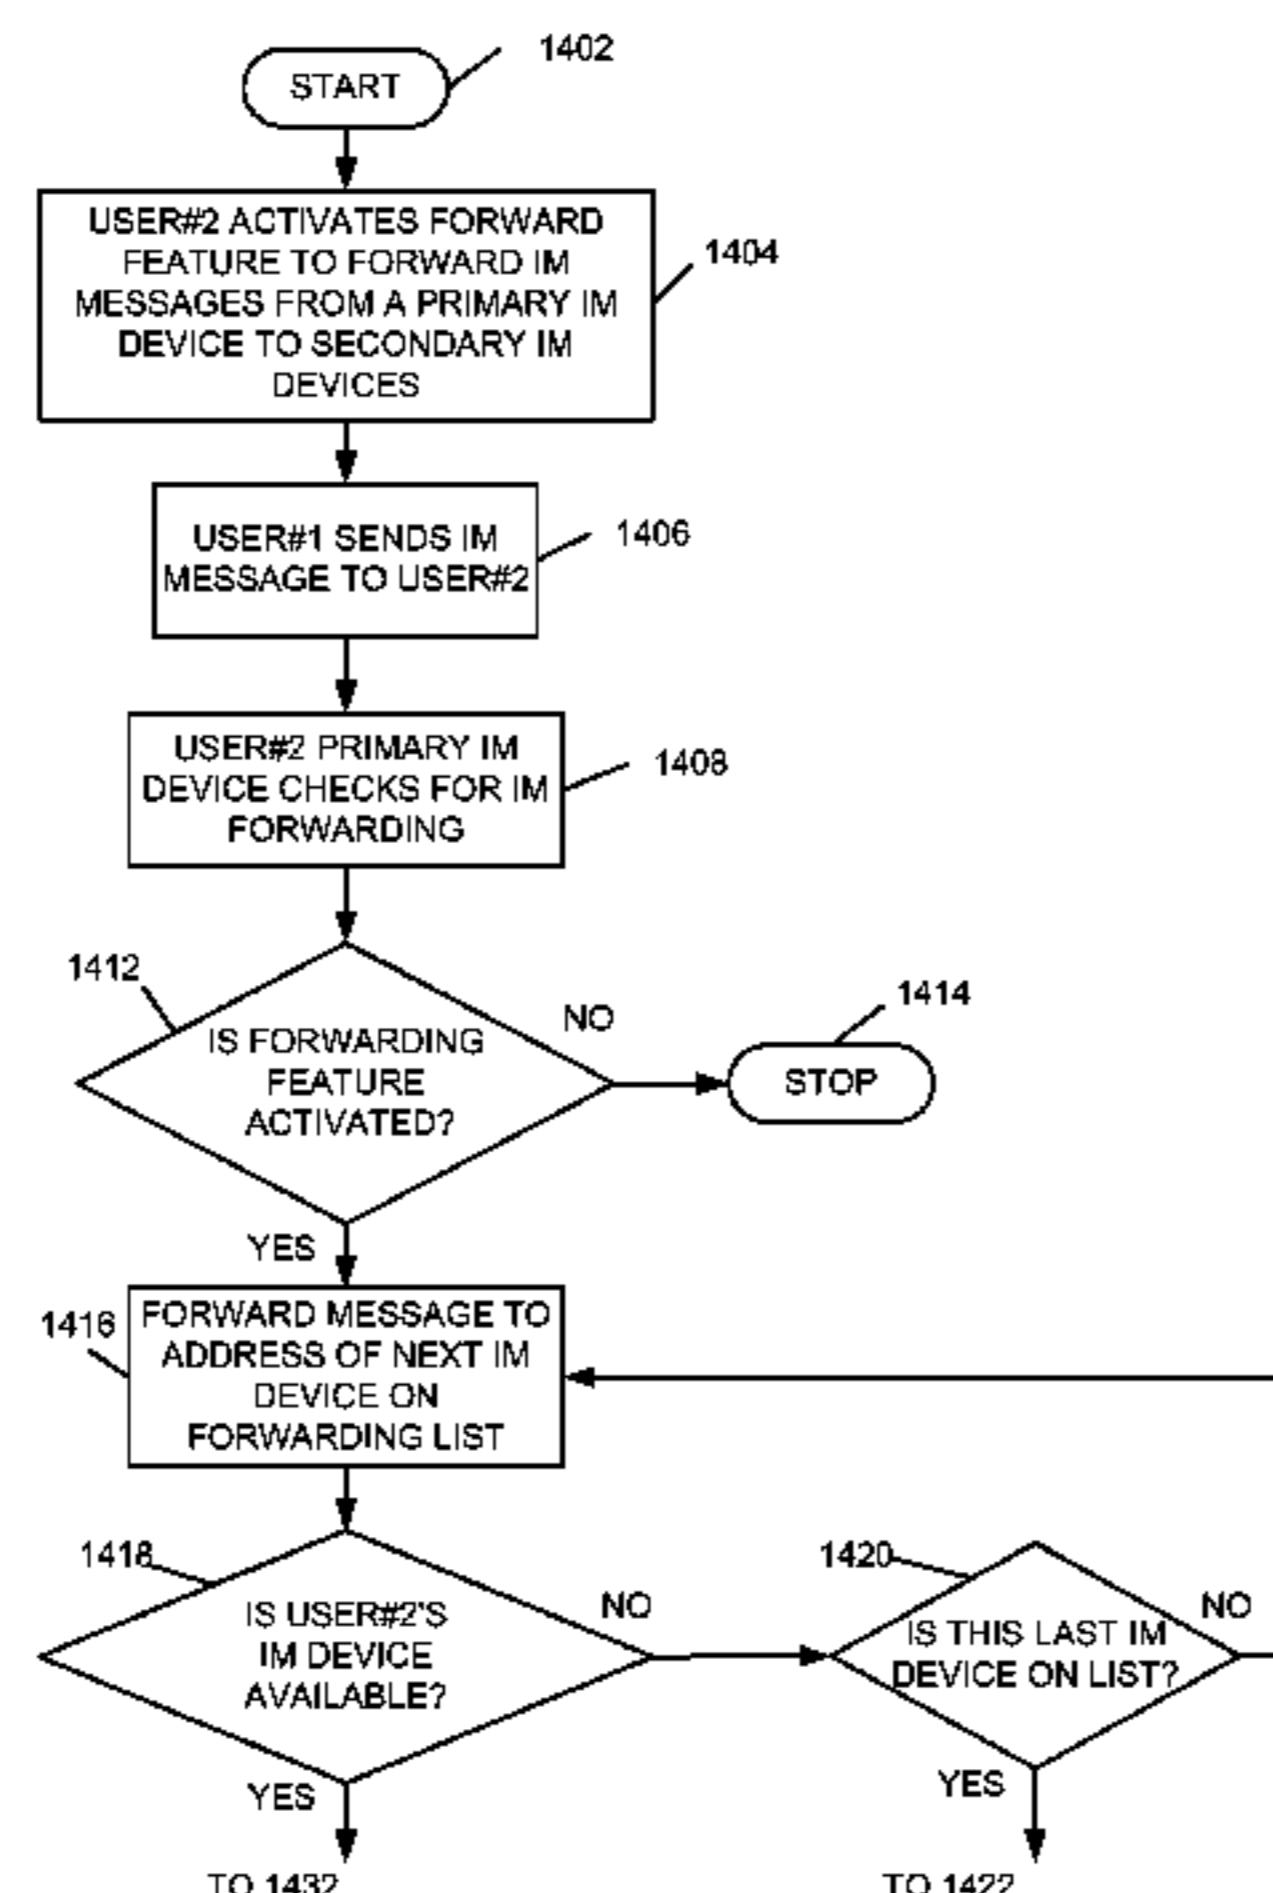 1402
START
USER#2 ACTIVATES FORWARD
FEATURE TO FORWARD IM
MESSAGES FROM A PRIMARY IM
DEVICE TO SECONDARY IM
DEVICES
1404
USER#1 SENDS IM
MESSAGE TO USER#2
1406
USER#2 PRIMARY IM
DEVICE CHECKS FOR IM
FORWARDING
1408
1412
IS FORWARDING
FEATURE
ACTIVATED?
NO
1414
STOP
YES
1416
FORWARD MESSAGE TO
ADDRESS OF NEXT IM
DEVICE ON
FORWARDING LIST
1418
IS USER#2'S
IM DEVICE
AVAILABLE?
NO
1420
IS THIS LAST IM
DEVICE ON LIST?
NO
YES
YES
TO 1432
TO 1422